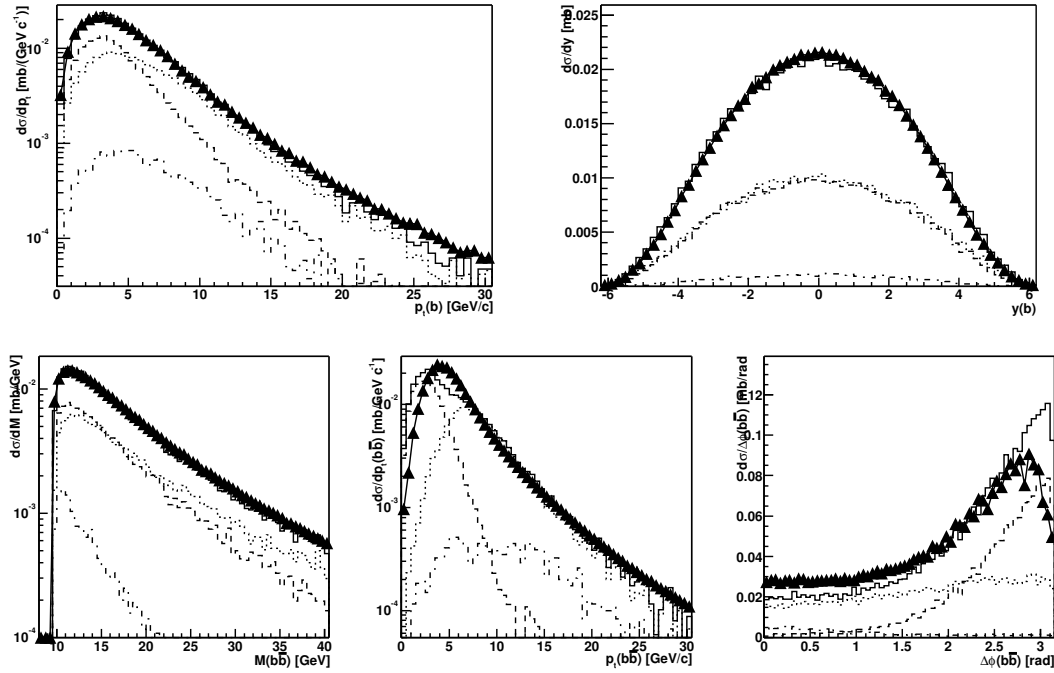 dσ/dp_t [mb/(GeV c⁻¹)]
10⁻²
10⁻³
10⁻⁴
0 5 10 15 20 25 30
p_t(b) [GeV/c]
dσ/dy [mb]
0.025
0.02
0.015
0.01
0.005
0
-6 -4 -2 0 2 4 6
y(b)
dσ/dM [mb/GeV]
10⁻²
10⁻³
10⁻⁴
10 15 20 25 30 35 40
M(bb̅) [GeV]
dσ/dp_t(bb̅) [mb/GeV c⁻¹]
10⁻²
10⁻³
10⁻⁴
0 5 10 15 20 25 30
p_t(bb̅) [GeV/c]
dσ/Δϕ(bb̅) [mb/rad
0.12
0.1
0.08
0.06
0.04
0.02
0
0 0.5 1 1.5 2 2.5 3
Δϕ(bb̅) [rad]